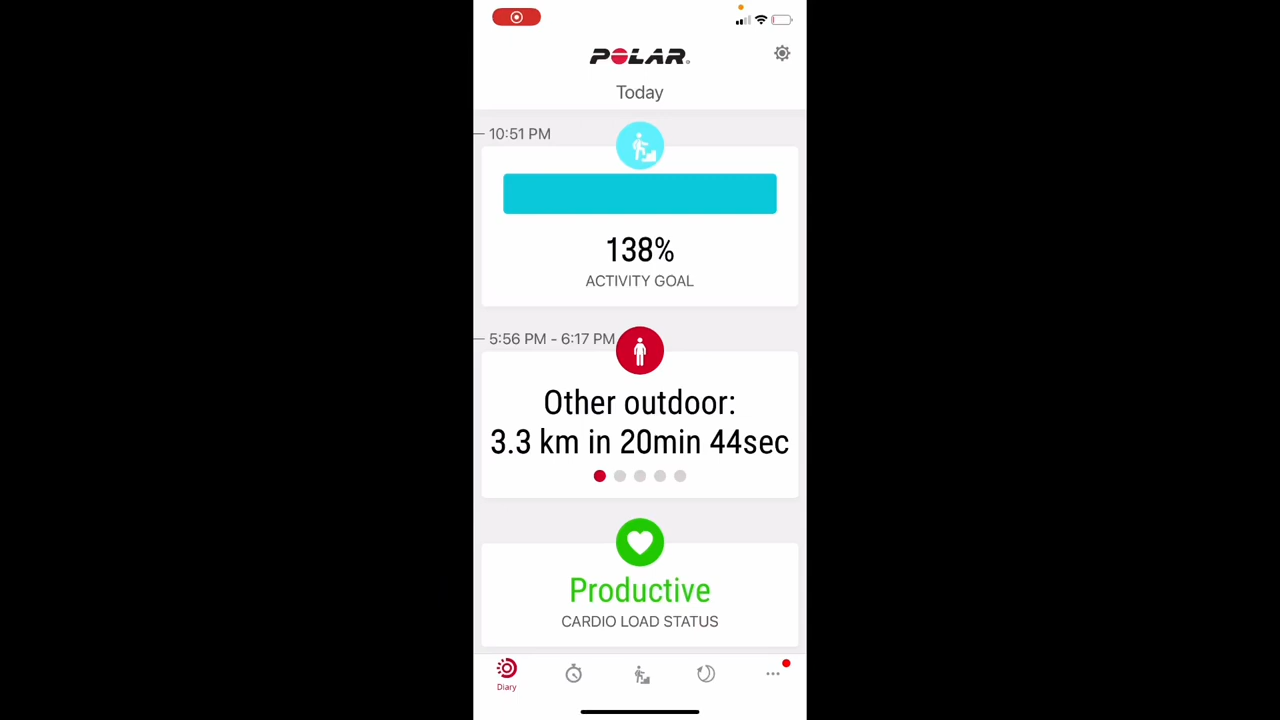 POLAR
Today
10:51 PM
138%
ACTIVITY GOAL
5:56 PM - 6:17 PM
Other outdoor:
3.3 km in 20min 44sec
Productive
CARDIO LOAD STATUS
Diary